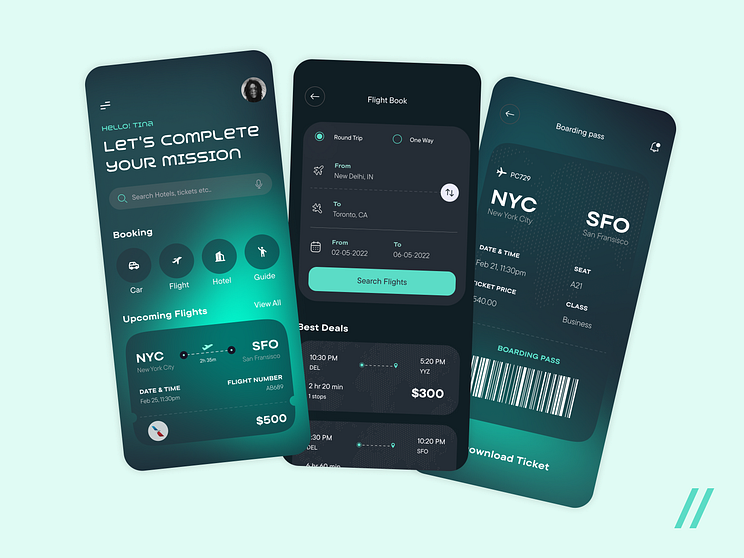 HELLO! TINA
LET'S COMPLETE
YOUR MISSION
Search Hotels, tickets etc..
Booking
Car
Flight
Hotel
Guide
Upcoming Flights
View All
NYC
New York City
2h 35m
SFO
San Fransisco
DATE & TIME
Feb 25, 11:30pm
FLIGHT NUMBER
AB689
$500
Flight Book
Round Trip
One Way
From
New Delhi, IN
To
Toronto, CA
From
02-05-2022
To
06-05-2022
Search Flights
Best Deals
10:30 PM
DEL
5:20 PM
YYZ
2 hr 20 min
1 stops
$300
:30 PM
DEL
10:20 PM
SFO
6 hr 60 min
Boarding pass
PC729
NYC
New York City
SFO
San Fransisco
DATE & TIME
Feb 21, 11:30pm
SEAT
A21
TICKET PRICE
540.00
CLASS
Business
BOARDING PASS
ownload Ticket